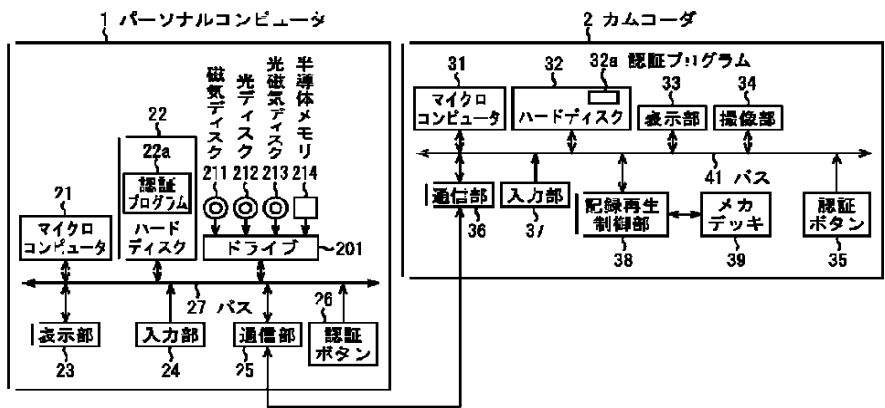 1 パーソナルコンピュータ
磁気ディスク
光ディスク
光磁気ディスク
半導体メモリ
211 212 213 214
22
22a
認証
プログラム
ハード
ディスク
21
マイクロ
コンピュータ
ドライブ
201
27 バス
26
表示部
23
入力部
24
通信部
25
認証
ボタン
2 カムコーダ
31
マイクロ
コンピュータ
32
32a 認証プログラム
ハードディスク
33
表示部
34
撮像部
41 バス
通信部
36
入力部
37
記録再生
制御部
38
メカ
デッキ
39
認証
ボタン
35